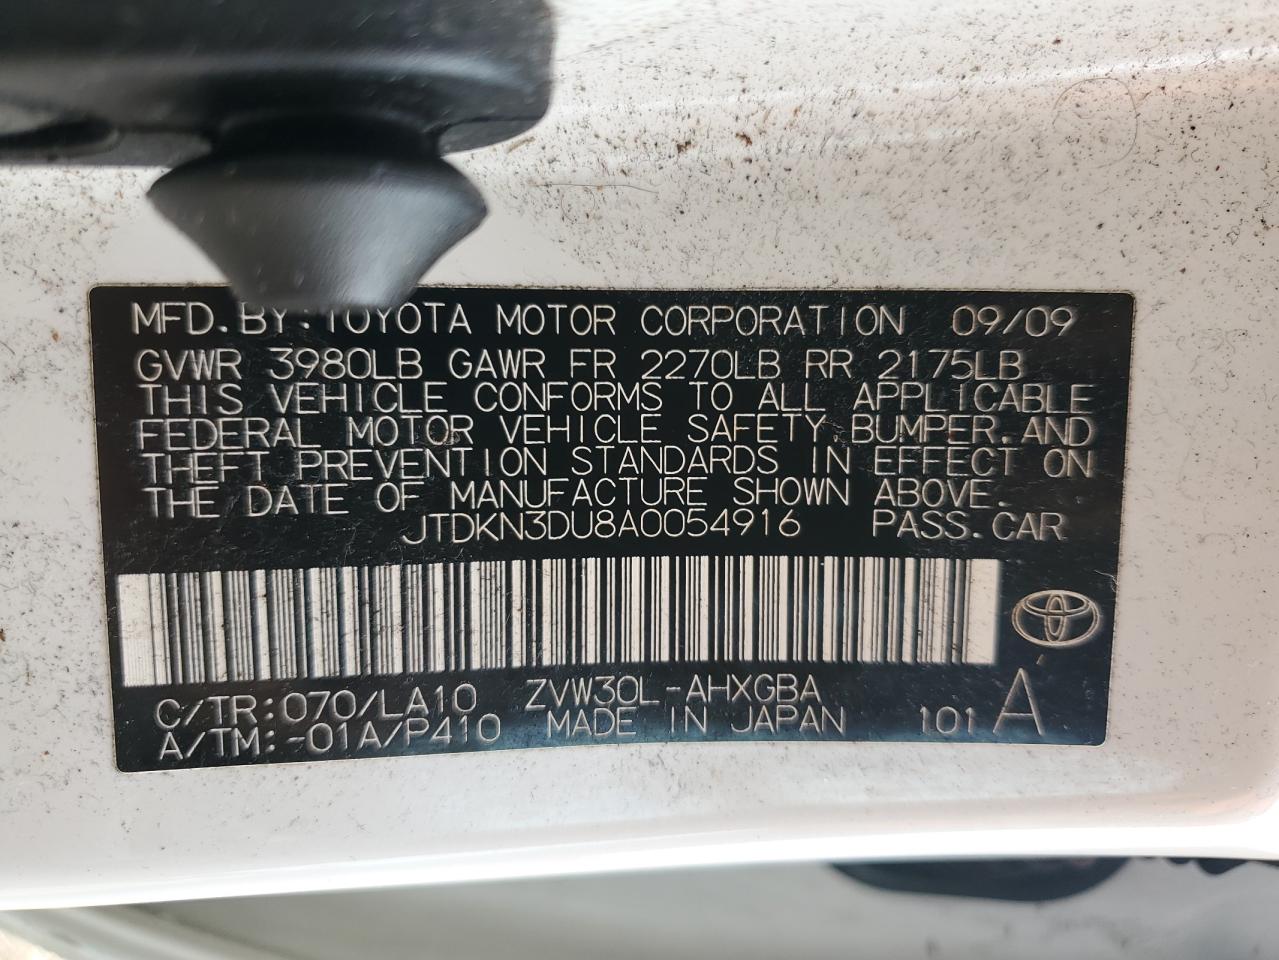 MFD.BY:TOYOTA MOTOR CORPORATION 09/09
GVWR 3980LB GAWR FR 2270LB RR 2175LB
THIS VEHICLE CONFORMS TO ALL APPLICABLE
FEDERAL MOTOR VEHICLE SAFETY,BUMPER,AND
THEFT PREVENTION STANDARDS IN EFFECT ON
THE DATE OF MANUFACTURE SHOWN ABOVE.
JTDKN3DU8A0054916 PASS.CAR
C/TR:070/LA10 ZVW30L-AHXGBA
A/TM:-01A/P410 MADE IN JAPAN 101 A